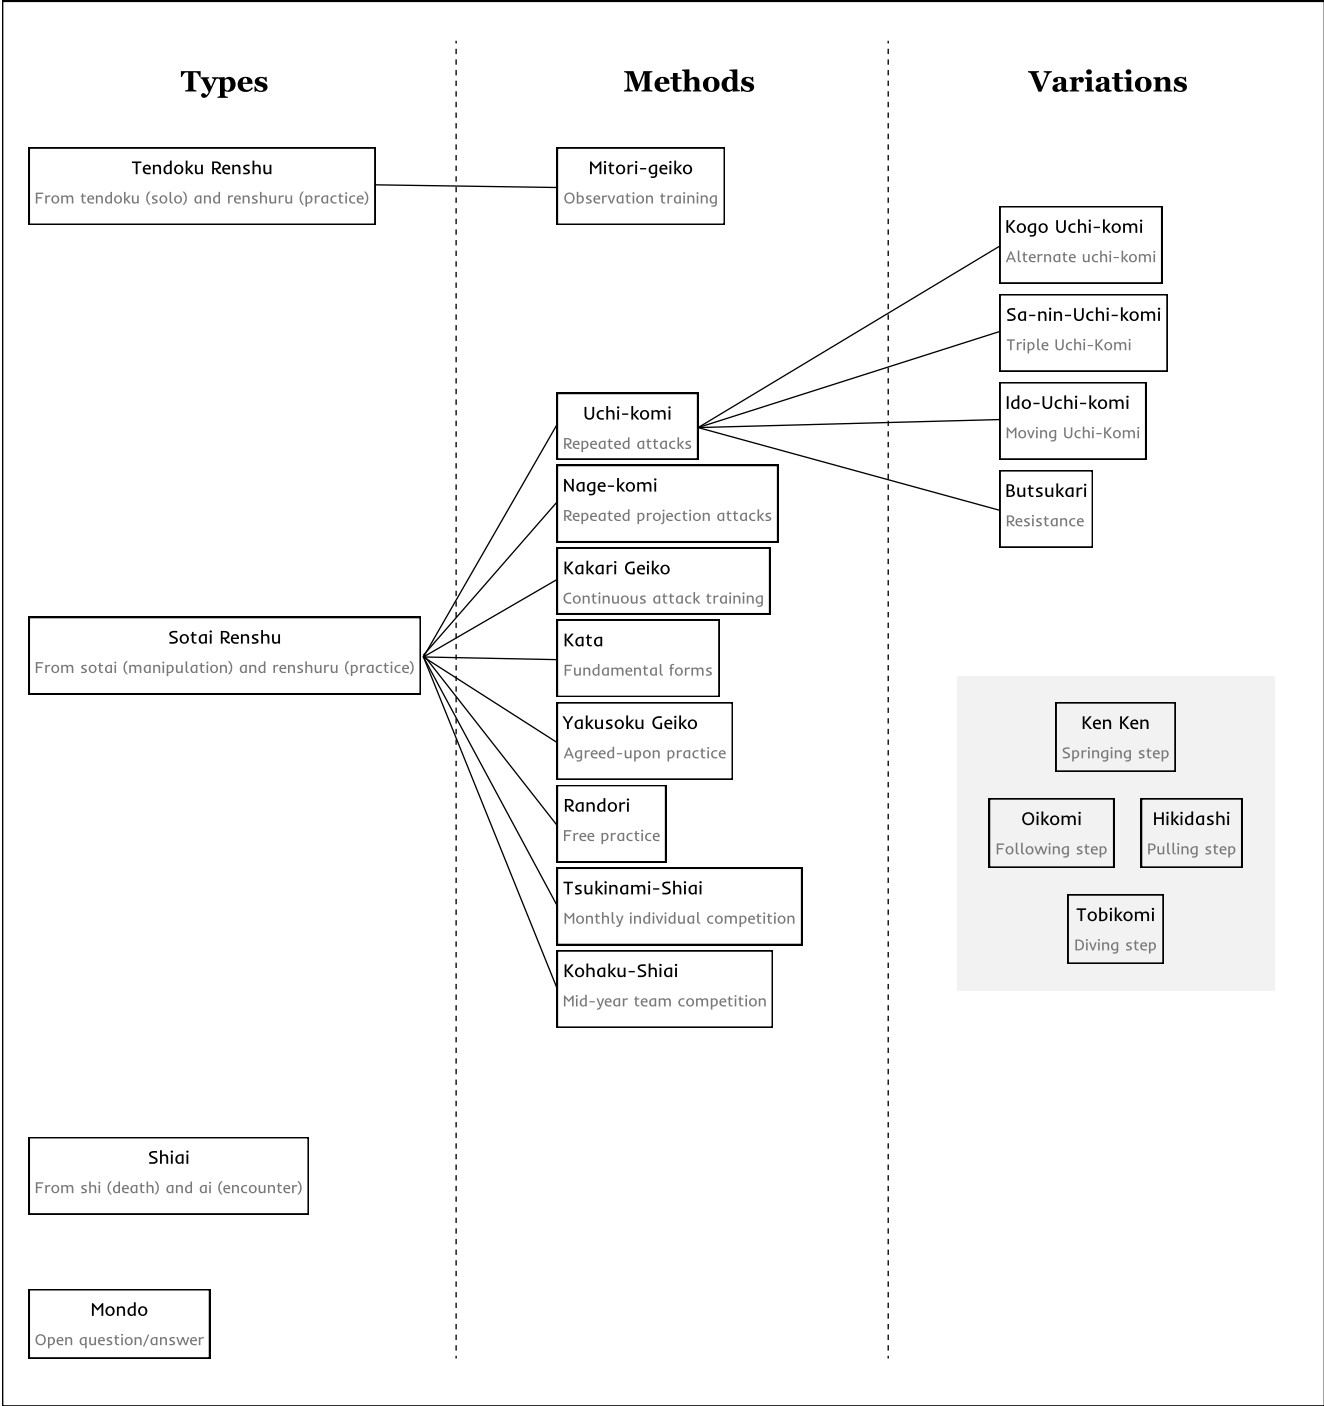 Types
Methods
Variations
Tendoku Renshu
From tendoku (solo) and renshuru (practice)
Mitori-geiko
Observation training
Kogo Uchi-komi
Alternate uchi-komi
Sa-nin-Uchi-komi
Triple Uchi-Komi
Ido-Uchi-komi
Moving Uchi-Komi
Butsukari
Resistance
Uchi-komi
Repeated attacks
Nage-komi
Repeated projection attacks
Kakari Geiko
Continuous attack training
Kata
Fundamental forms
Yakusoku Geiko
Agreed-upon practice
Randori
Free practice
Tsukinami-Shiai
Monthly individual competition
Kohaku-Shiai
Mid-year team competition
Sotai Renshu
From sotai (manipulation) and renshuru (practice)
Ken Ken
Springing step
Oikomi
Following step
Hikidashi
Pulling step
Tobikomi
Diving step
Shiai
From shi (death) and ai (encounter)
Mondo
Open question/answer